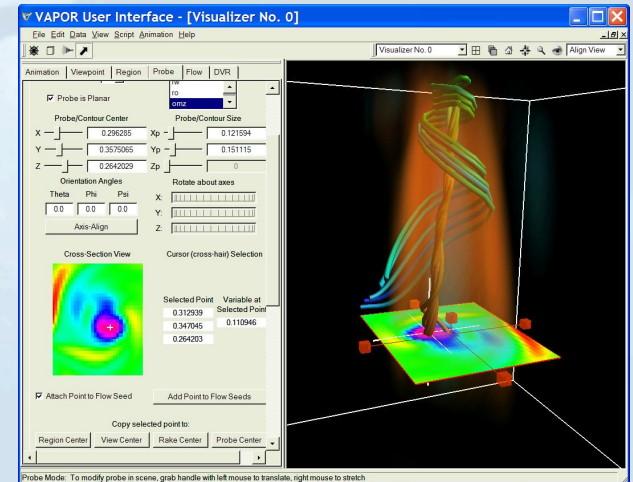 VAPOR User Interface - [Visualizer No. 0]
File Edit Data View Script Animation Help
Visualizer No. 0
Align View
Animation Viewpoint Region Probe Flow DVR
Probe is Planar
rw
ro
omz
Probe/Contour Center Probe/Contour Size
X 0.296285 Xp 0.121594
Y 0.3575065 Yp 0.151115
Z 0.2642029 Zp 0
Orientation Angles Rotate about axes
Theta Phi Psi X:
0.0 0.0 0.0 Y:
Axis-Align Z:
Cross-Section View Cursor (cross-hair) Selection
Selected Point Variable at
Selected Point
0.312939 0.110946
0.347045
0.264203
Attach Point to Flow Seed Add Point to Flow Seeds
Copy selected point to:
Region Center View Center Rake Center Probe Center
Probe Mode: To modify probe in scene, grab handle with left mouse to translate, right mouse to stretch